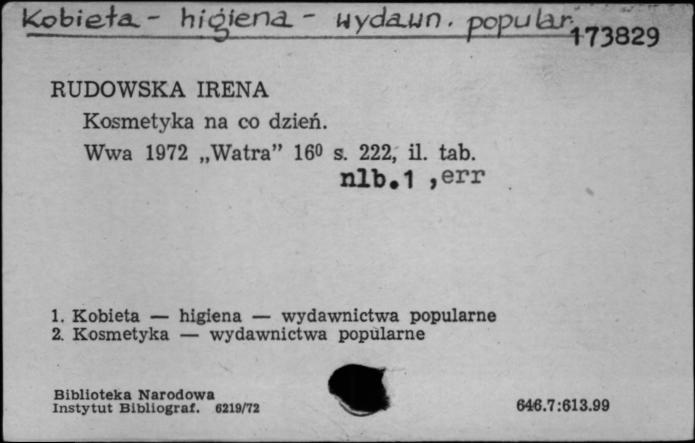 Kobieta - higiena - wydawn. popular.
173829
RUDOWSKA IRENA
Kosmetyka na co dzień.
Wwa 1972 „Watra” 16⁰ s. 222, il. tab.
nlb.1 ,err
1. Kobieta — higiena — wydawnictwa popularne
2. Kosmetyka — wydawnictwa popularne
Biblioteka Narodowa
Instytut Bibliograf. 6219/72
646.7:613.99